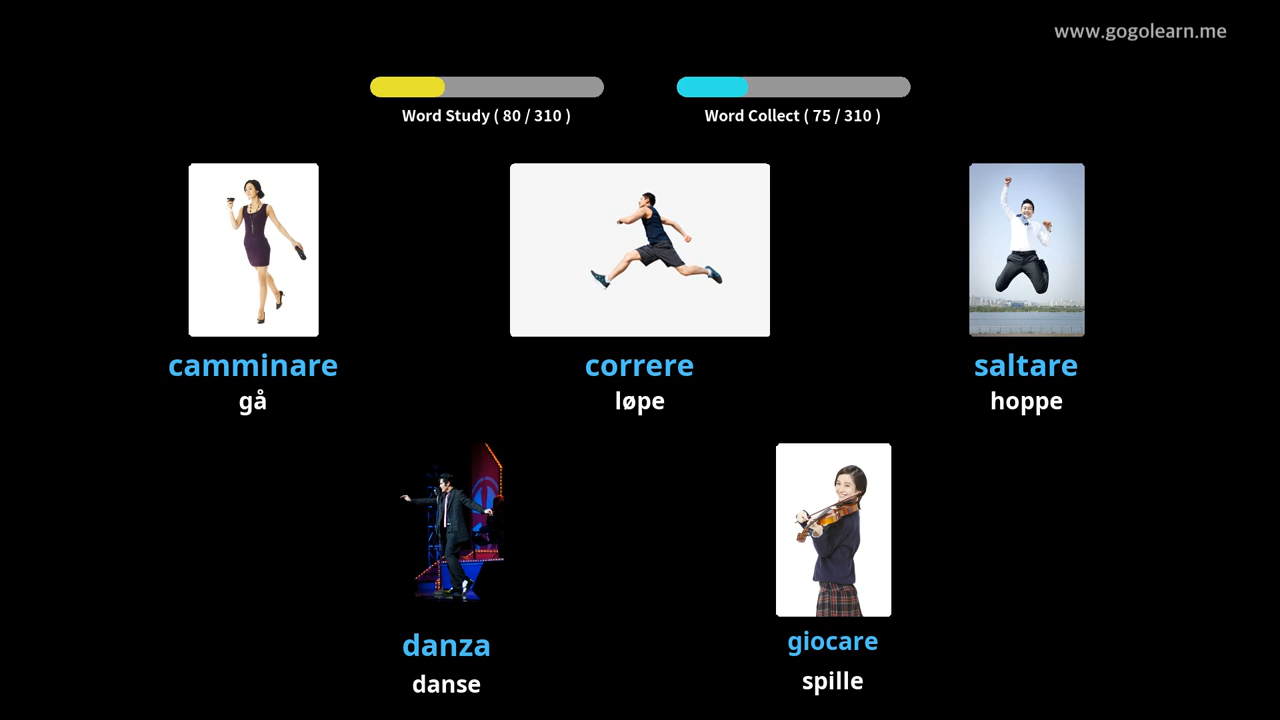 www.gogolearn.me
Word Study ( 80 / 310 )
Word Collect ( 75 / 310 )
camminare
correre
saltare
gå
løpe
hoppe
danza
giocare
danse
spille